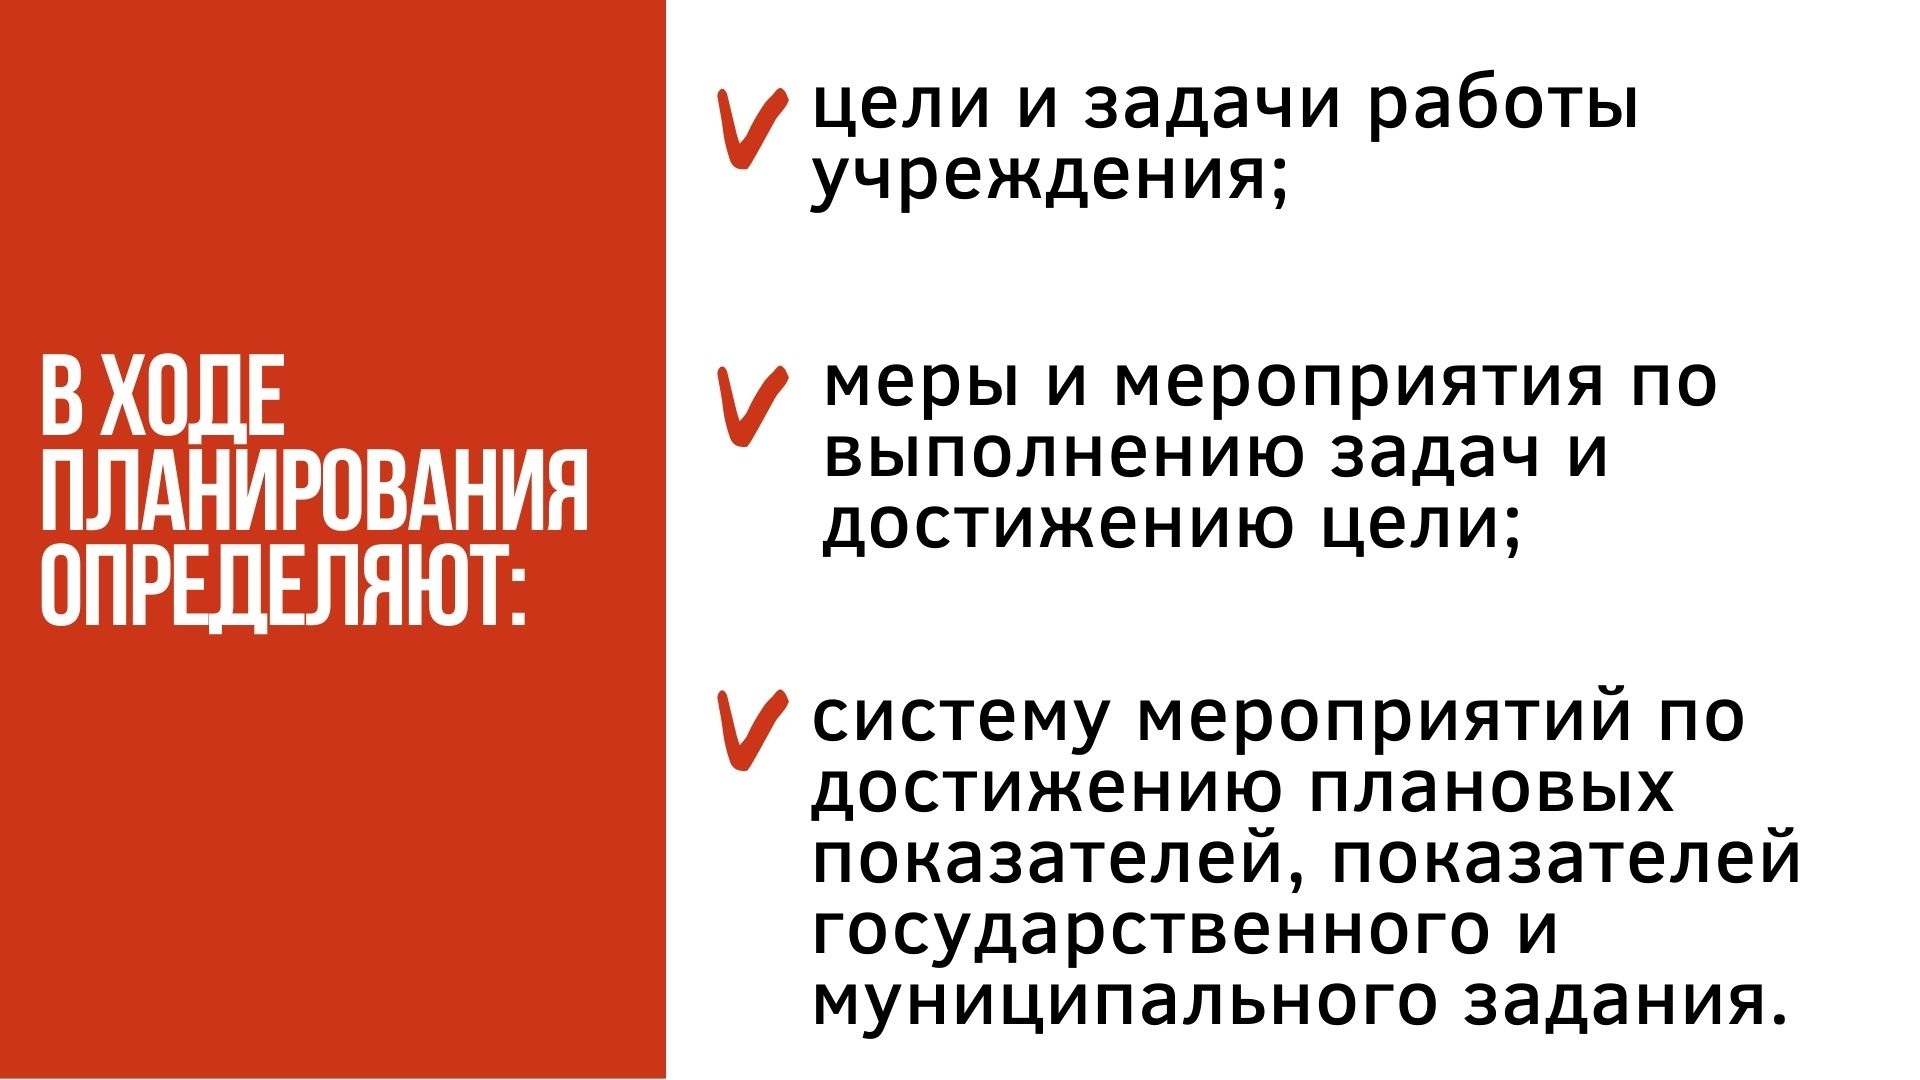 В ХОДЕ
ПЛАНИРОВАНИЯ
ОПРЕДЕЛЯЮТ:
цели и задачи работы
учреждения;
меры и мероприятия по
выполнению задач и
достижению цели;
систему мероприятий по
достижению плановых
показателей, показателей
государственного и
муниципального задания.